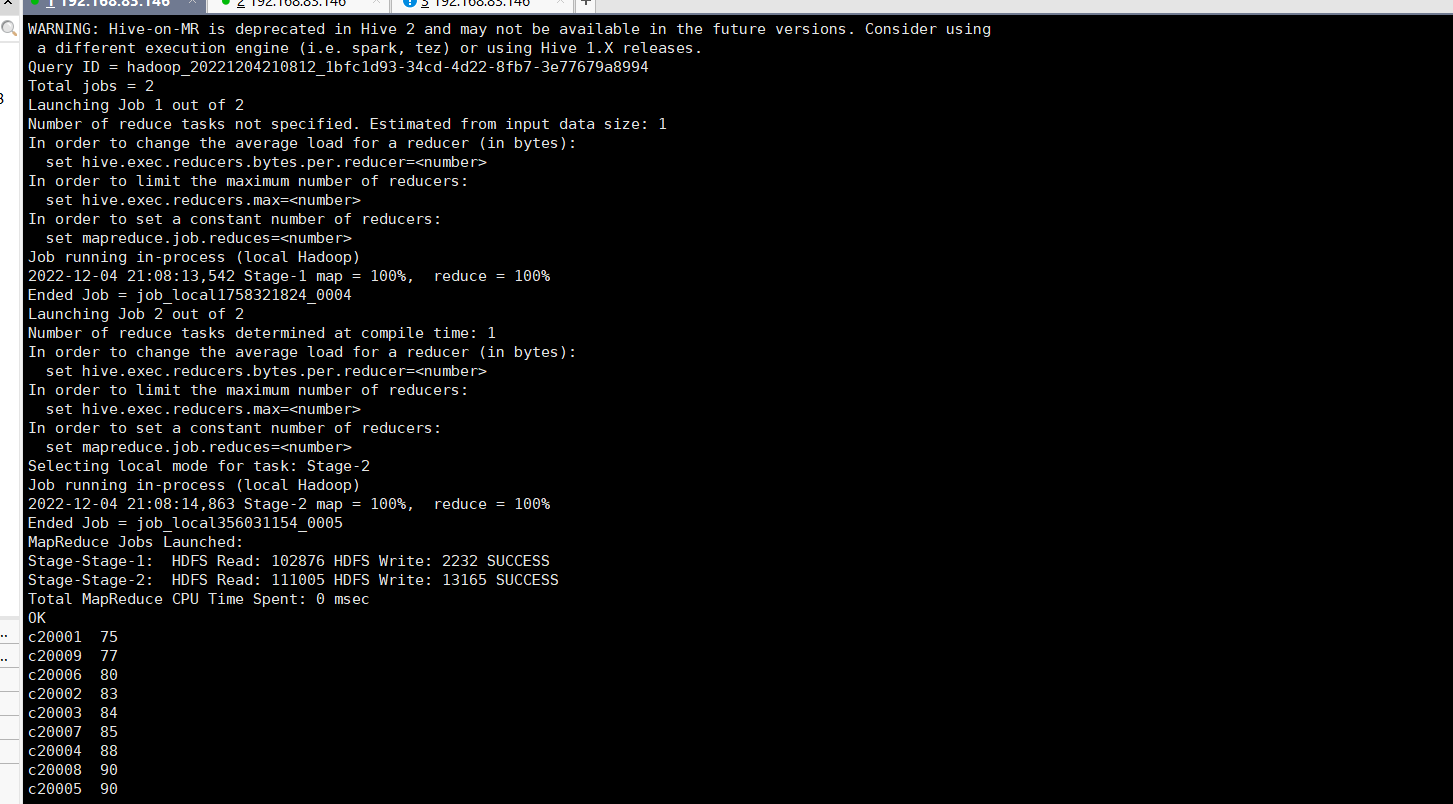 1 192.168.83.146
2 192.168.83.146
3 192.168.83.146
WARNING: Hive-on-MR is deprecated in Hive 2 and may not be available in the future versions. Consider using
 a different execution engine (i.e. spark, tez) or using Hive 1.X releases.
Query ID = hadoop_20221204210812_1bfc1d93-34cd-4d22-8fb7-3e77679a8994
Total jobs = 2
Launching Job 1 out of 2
Number of reduce tasks not specified. Estimated from input data size: 1
In order to change the average load for a reducer (in bytes):
  set hive.exec.reducers.bytes.per.reducer=<number>
In order to limit the maximum number of reducers:
  set hive.exec.reducers.max=<number>
In order to set a constant number of reducers:
  set mapreduce.job.reduces=<number>
Job running in-process (local Hadoop)
2022-12-04 21:08:13,542 Stage-1 map = 100%,  reduce = 100%
Ended Job = job_local1758321824_0004
Launching Job 2 out of 2
Number of reduce tasks determined at compile time: 1
In order to change the average load for a reducer (in bytes):
  set hive.exec.reducers.bytes.per.reducer=<number>
In order to limit the maximum number of reducers:
  set hive.exec.reducers.max=<number>
In order to set a constant number of reducers:
  set mapreduce.job.reduces=<number>
Selecting local mode for task: Stage-2
Job running in-process (local Hadoop)
2022-12-04 21:08:14,863 Stage-2 map = 100%,  reduce = 100%
Ended Job = job_local356031154_0005
MapReduce Jobs Launched:
Stage-Stage-1:  HDFS Read: 102876 HDFS Write: 2232 SUCCESS
Stage-Stage-2:  HDFS Read: 111005 HDFS Write: 13165 SUCCESS
Total MapReduce CPU Time Spent: 0 msec
OK
c20001  75
c20009  77
c20006  80
c20002  83
c20003  84
c20007  85
c20004  88
c20008  90
c20005  90